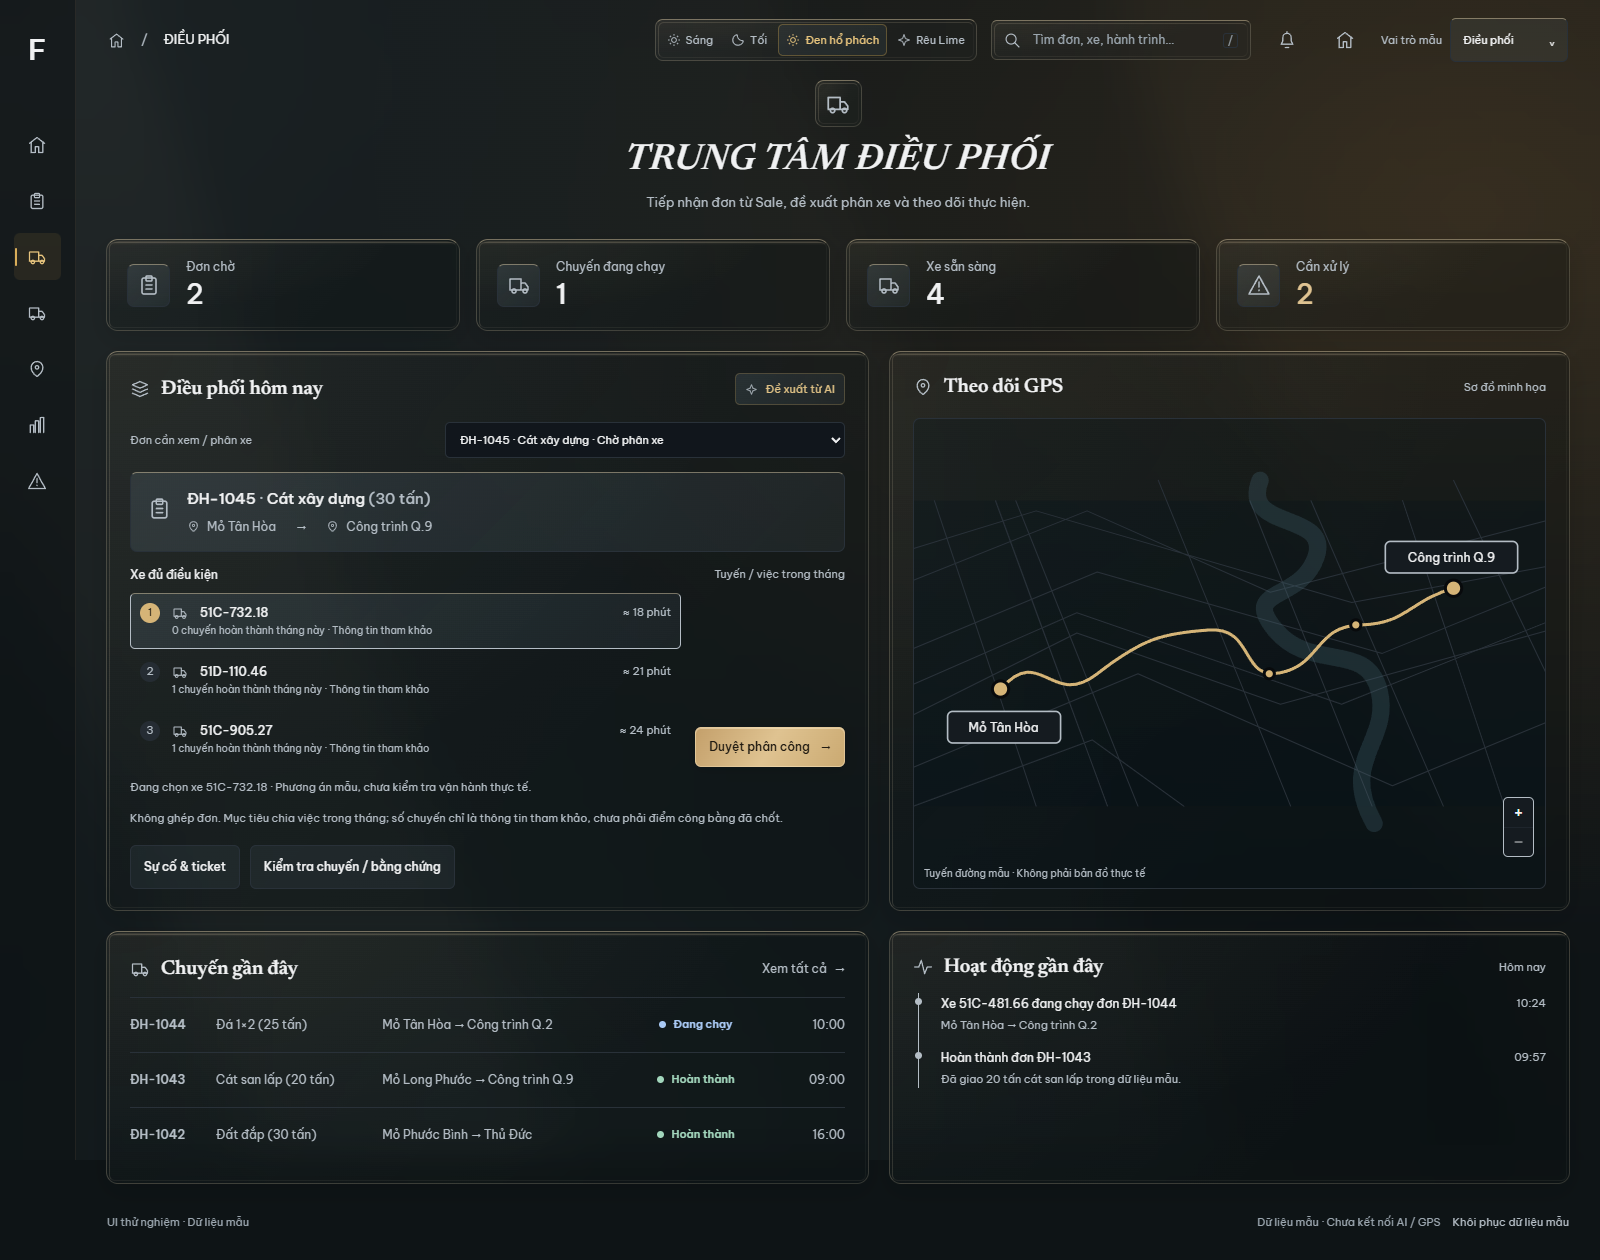 F
/ ĐIỀU PHỐI
Sáng Tối Đen hổ phách Rêu Lime
Tìm đơn, xe, hành trình... /
Vai trò mẫu Điều phối
TRUNG TÂM ĐIỀU PHỐI
Tiếp nhận đơn từ Sale, đề xuất phân xe và theo dõi thực hiện.
Đơn chờ
2
Chuyến đang chạy
1
Xe sẵn sàng
4
Cần xử lý
2
Điều phối hôm nay
Đề xuất từ AI
Đơn cần xem / phân xe
ĐH-1045 · Cát xây dựng · Chờ phân xe
ĐH-1045 · Cát xây dựng (30 tấn)
Mỏ Tân Hòa → Công trình Q.9
Xe đủ điều kiện
Tuyến / việc trong tháng
1 51C-732.18 ≈ 18 phút
0 chuyến hoàn thành tháng này · Thông tin tham khảo
2 51D-110.46 ≈ 21 phút
1 chuyến hoàn thành tháng này · Thông tin tham khảo
3 51C-905.27 ≈ 24 phút
1 chuyến hoàn thành tháng này · Thông tin tham khảo
Duyệt phân công →
Đang chọn xe 51C-732.18 · Phương án mẫu, chưa kiểm tra vận hành thực tế.
Không ghép đơn. Mục tiêu chia việc trong tháng; số chuyến chỉ là thông tin tham khảo, chưa phải điểm công bằng đã chốt.
Sự cố & ticket
Kiểm tra chuyến / bằng chứng
Theo dõi GPS
Sơ đồ minh họa
Công trình Q.9
Mỏ Tân Hòa
+
−
Tuyến đường mẫu · Không phải bản đồ thực tế
Chuyến gần đây
Xem tất cả →
ĐH-1044 Đá 1×2 (25 tấn) Mỏ Tân Hòa → Công trình Q.2 Đang chạy 10:00
ĐH-1043 Cát san lấp (20 tấn) Mỏ Long Phước → Công trình Q.9 Hoàn thành 09:00
ĐH-1042 Đất đắp (30 tấn) Mỏ Phước Bình → Thủ Đức Hoàn thành 16:00
Hoạt động gần đây
Hôm nay
Xe 51C-481.66 đang chạy đơn ĐH-1044 10:24
Mỏ Tân Hòa → Công trình Q.2
Hoàn thành đơn ĐH-1043 09:57
Đã giao 20 tấn cát san lấp trong dữ liệu mẫu.
UI thử nghiệm · Dữ liệu mẫu
Dữ liệu mẫu · Chưa kết nối AI / GPS Khôi phục dữ liệu mẫu